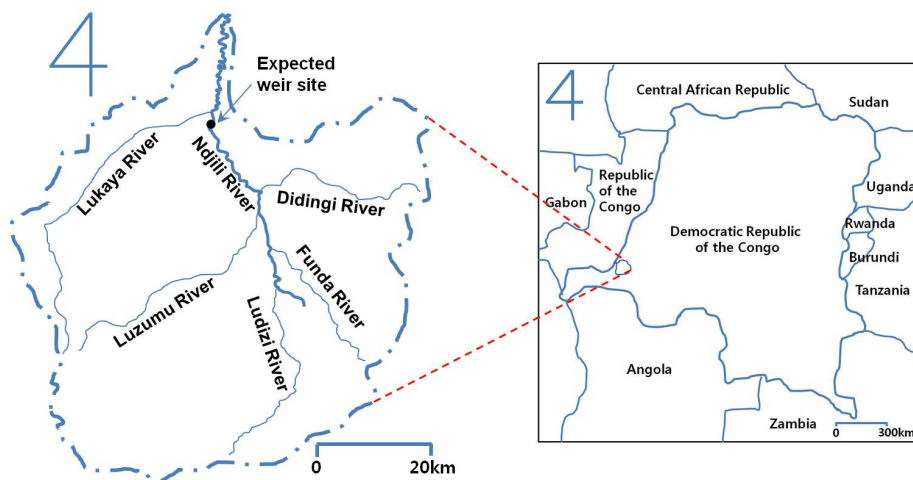 Expected
weir site
Lukaya River
Ndjili River
Didingi River
Luzumu River
Funda River
Ludizi River
0 20km
Central African Republic
Sudan
Republic
of the
Congo
Gabon
Uganda
Rwanda
Democratic Republic
of the Congo
Burundi
Tanzania
Angola
Zambia
0 300km